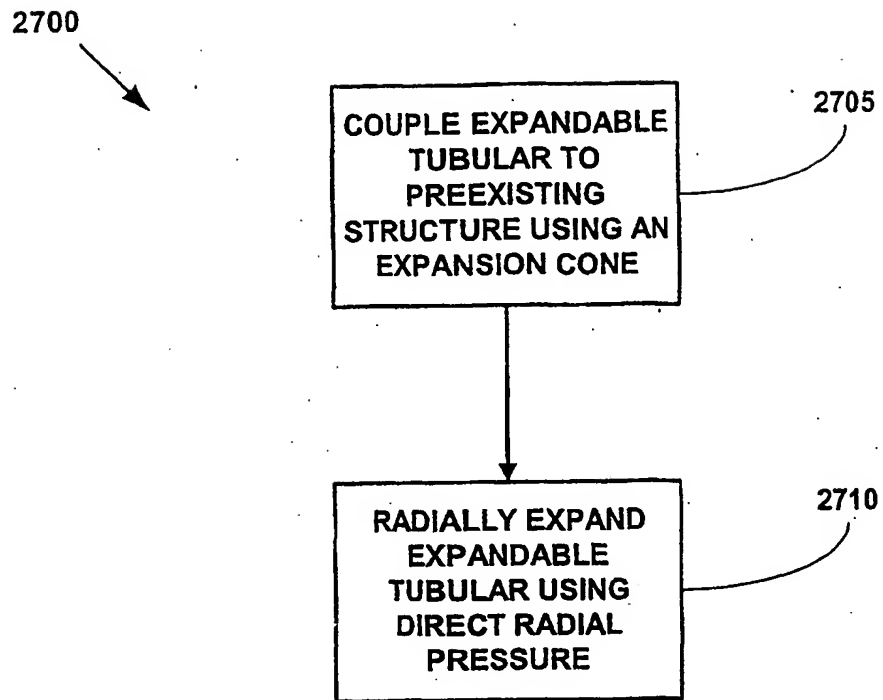 2700
2705
COUPLE EXPANDABLE
TUBULAR TO
PREEXISTING
STRUCTURE USING AN
EXPANSION CONE
2710
RADIALLY EXPAND
EXPANDABLE
TUBULAR USING
DIRECT RADIAL
PRESSURE